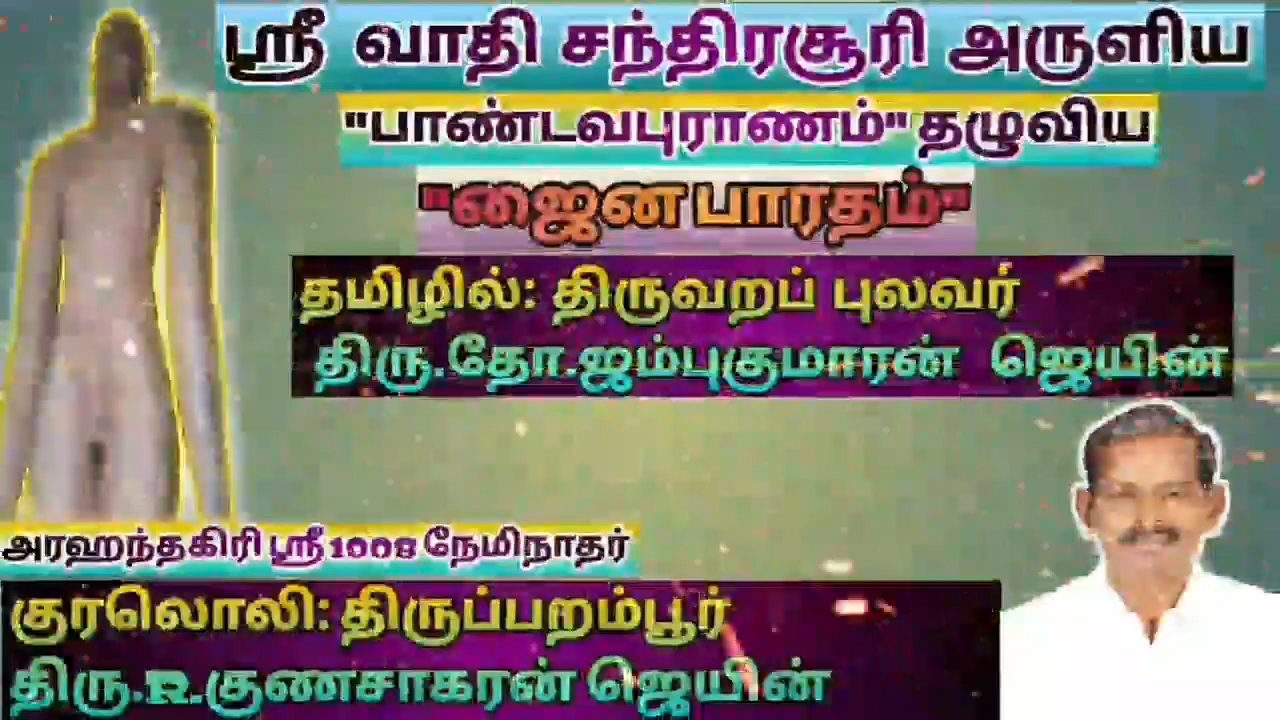 ஸ்ரீ வாதி சந்திரசூரி அருளிய
"பாண்டவபுராணம்" தழுவிய
"ஜைன பாரதம்"
தமிழில்: திருவறப் புலவர்
திரு.தோ.ஜம்புகுமாரன் ஜெயின்
அரஹந்தகிரி ஸ்ரீ 1008 நேமிநாதர்
குரலொலி: திருப்பறம்பூர்
திரு.R.குணசாகரன் ஜெயின்